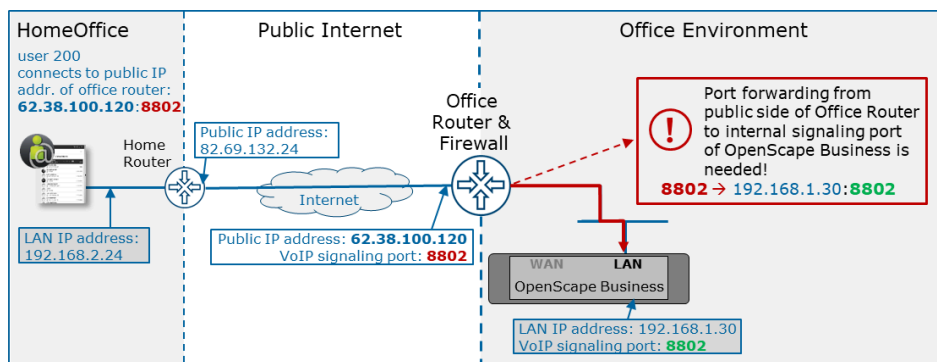 HomeOffice
user 200
connects to public IP
addr. of office router:
62.38.100.120:8802
Home
Router
LAN IP address:
192.168.2.24
Public Internet
Public IP address:
82.69.132.24
Internet
Office
Router &
Firewall
Public IP address: 62.38.100.120
VoIP signaling port: 8802
Office Environment
!
Port forwarding from
public side of Office Router
to internal signaling port
of OpenScape Business is
needed!
8802 → 192.168.1.30:8802
WAN LAN
OpenScape Business
LAN IP address: 192.168.1.30
VoIP signaling port: 8802